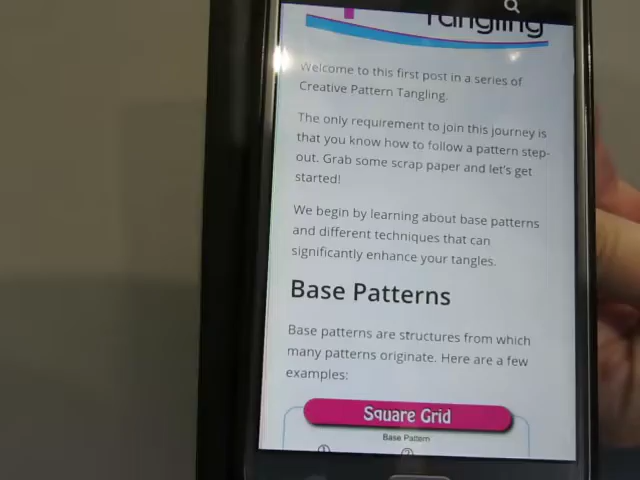 Tangling
Welcome to this first post in a series of
Creative Pattern Tangling.
The only requirement to join this journey is
that you know how to follow a pattern step-
out. Grab some scrap paper and let's get
started!
We begin by learning about base patterns
and different techniques that can
significantly enhance your tangles.
Base Patterns
Base patterns are structures from which
many patterns originate. Here are a few
examples:
Square Grid
Base Pattern